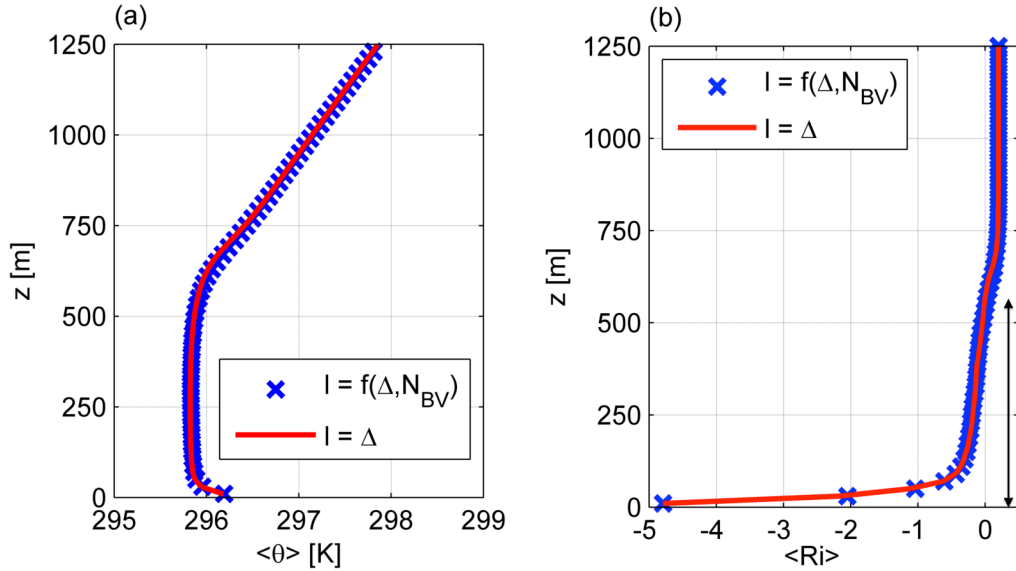 (a)
1250
1000
750
500
250
0
z [m]
l = f(Δ,N_BV)
l = Δ
295 296 297 298 299
<θ> [K]
(b)
1250
1000
750
500
250
0
z [m]
l = f(Δ,N_BV)
l = Δ
-5 -4 -3 -2 -1 0
<Ri>